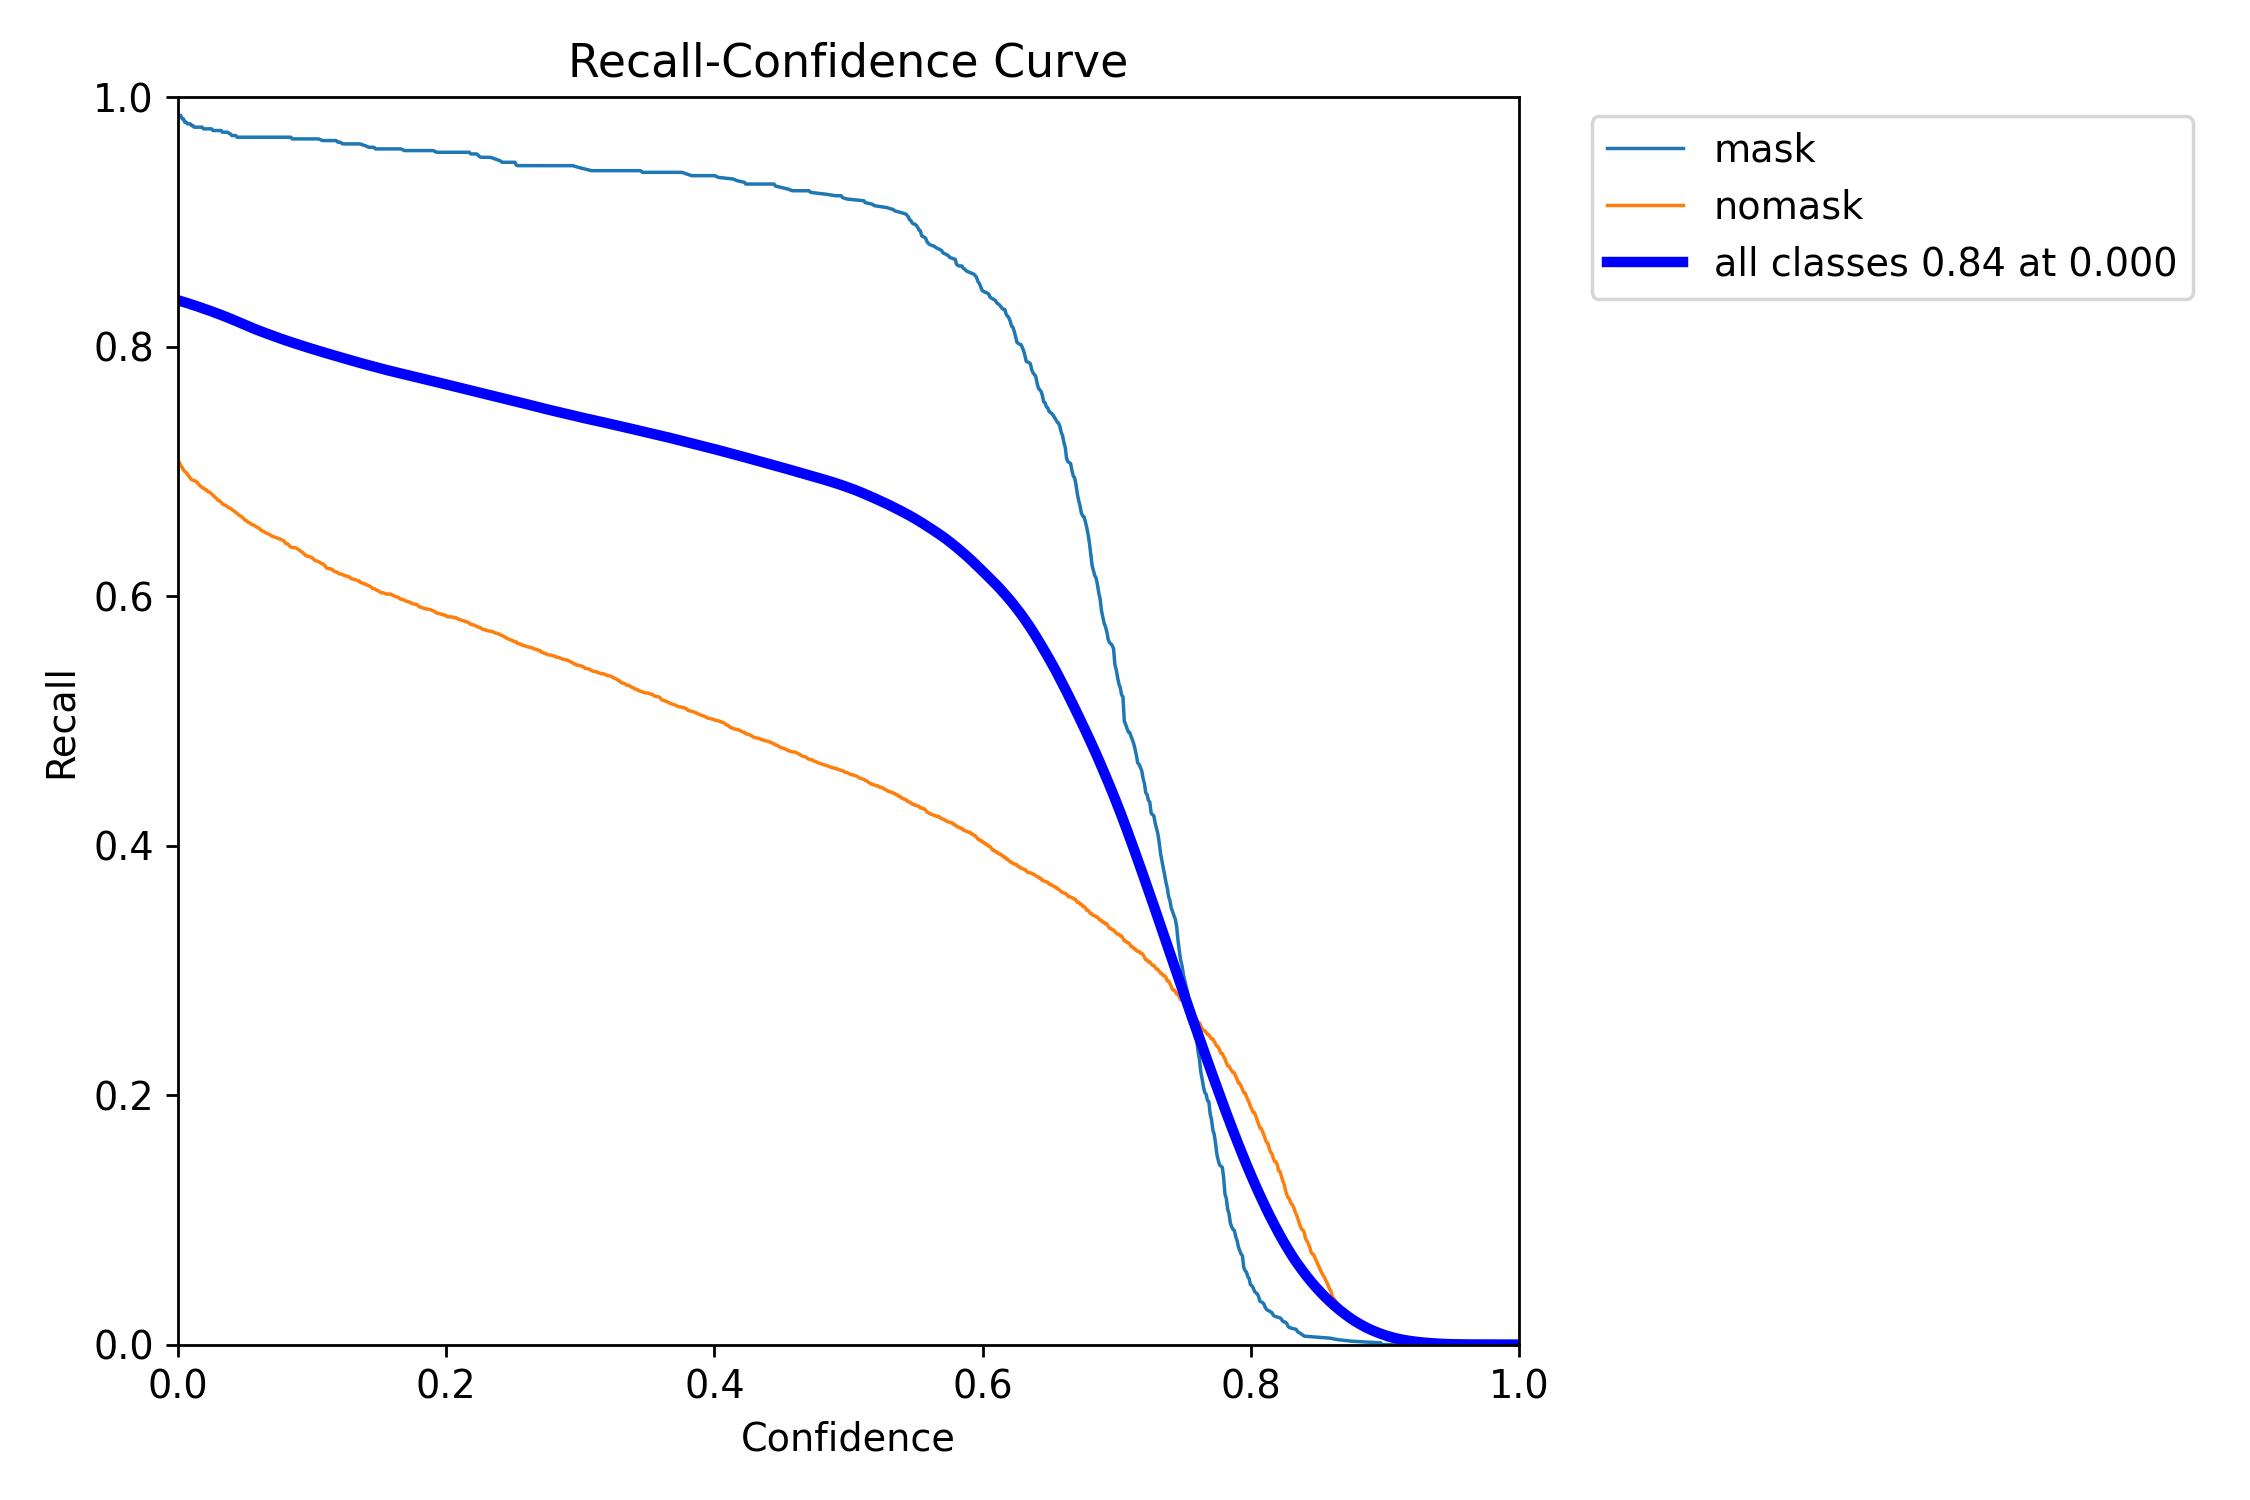 Recall-Confidence Curve
mask
nomask
all classes 0.84 at 0.000
Recall
1.0
0.8
0.6
0.4
0.2
0.0
0.0 0.2 0.4 0.6 0.8 1.0
Confidence